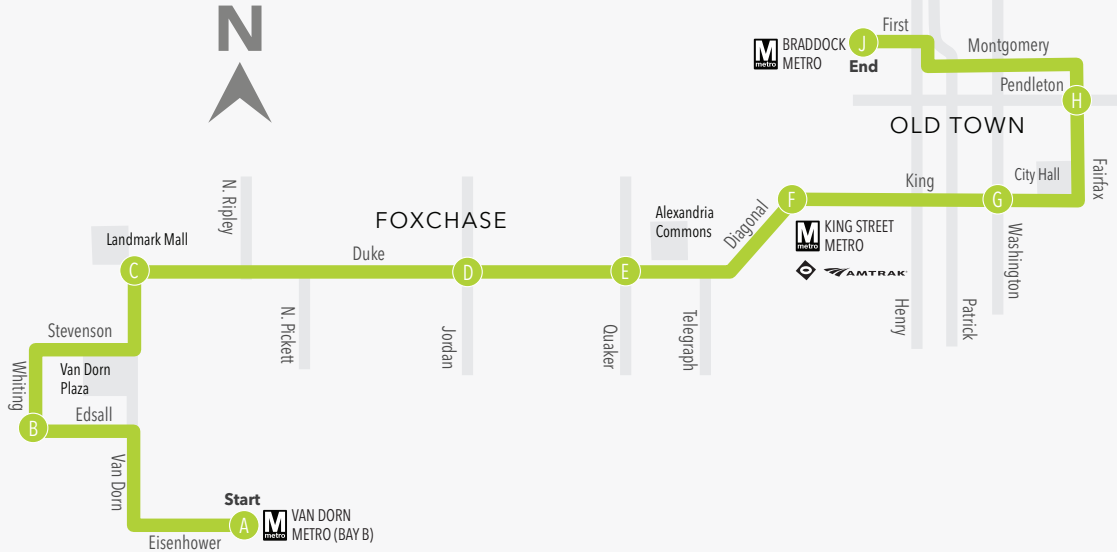 N
First
J
M
metro
BRADDOCK
METRO
End
Montgomery
Pendleton
H
OLD TOWN
Fairfax
City Hall
King
G
F
Diagonal
Alexandria
Commons
M
metro
KING STREET
METRO
AMTRAK
Washington
Henry
Patrick
N. Ripley
FOXCHASE
Landmark Mall
C
Duke
D
E
Stevenson
N. Pickett
Jordan
Quaker
Telegraph
Whiting
Van Dorn
Plaza
Edsall
B
Van Dorn
Start
A
M
metro
VAN DORN
METRO (BAY B)
Eisenhower